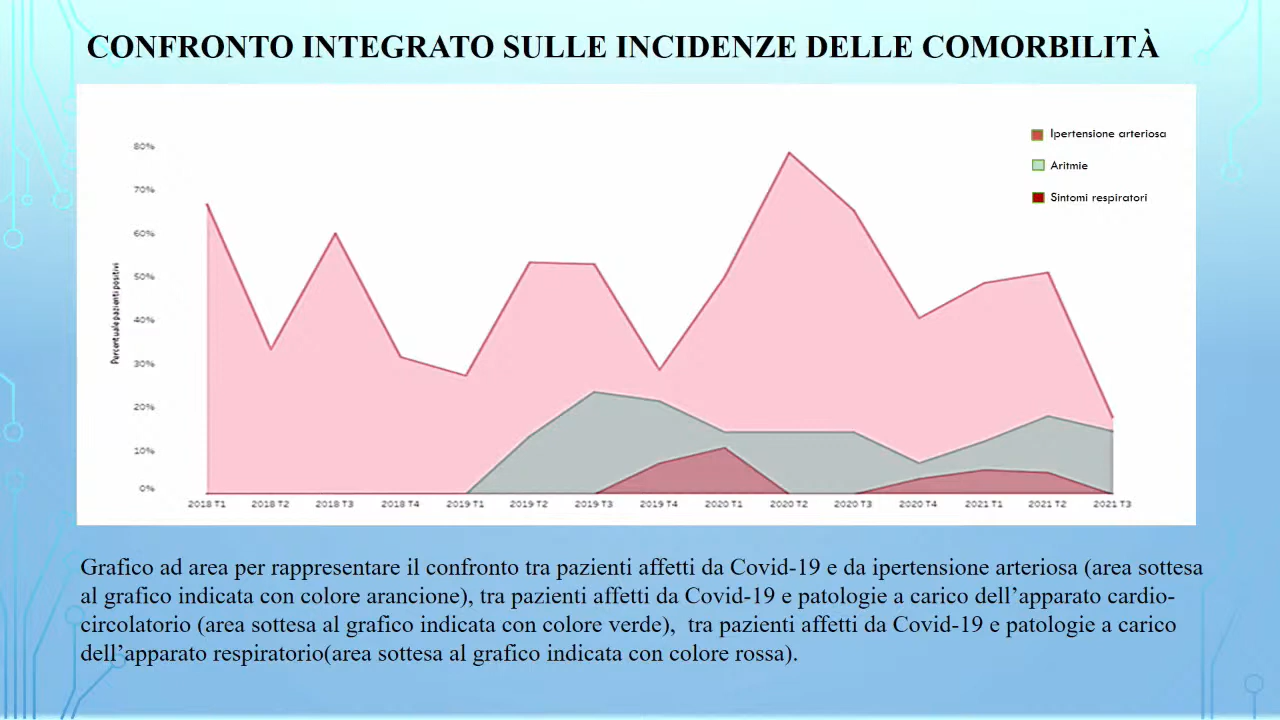 CONFRONTO INTEGRATO SULLE INCIDENZE DELLE COMORBILITÀ
Ipertensione arteriosa
Aritmie
Sintomi respiratori
Percentuale pazienti positivi
80%
70%
60%
50%
40%
30%
20%
10%
0%
2018 T1 2018 T2 2018 T3 2018 T4 2019 T1 2019 T2 2019 T3 2019 T4 2020 T1 2020 T2 2020 T3 2020 T4 2021 T1 2021 T2 2021 T3
Grafico ad area per rappresentare il confronto tra pazienti affetti da Covid-19 e da ipertensione arteriosa (area sottesa
al grafico indicata con colore arancione), tra pazienti affetti da Covid-19 e patologie a carico dell’apparato cardio-
circolatorio (area sottesa al grafico indicata con colore verde), tra pazienti affetti da Covid-19 e patologie a carico
dell’apparato respiratorio(area sottesa al grafico indicata con colore rossa).